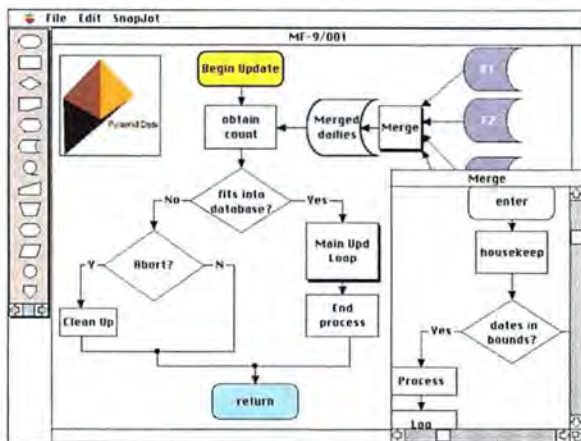 File Edit SnapJot
MF-9/001
Pyramid Data
Begin Update
obtain
count
Merged
dailies
Merge
F2
fits into
database?
No
Yes
Abort?
Y
N
Main Upd
Loop
Clean Up
End
process
return
Merge
enter
housekeep
dates in
bounds?
Yes
Process
Log